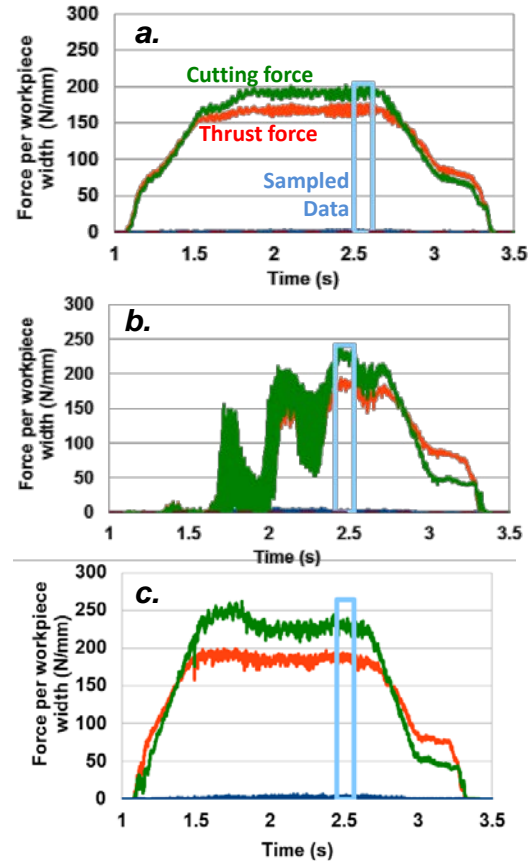 a.
300
250
200
150
100
50
0
Force per workpiece
width (N/mm)
Cutting force
Thrust force
Sampled
Data
1 1.5 2 2.5 3 3.5
Time (s)
b.
300
250
200
150
100
50
0
Force per workpiece
width (N/mm)
1 1.5 2 2.5 3 3.5
Time (s)
c.
300
250
200
150
100
50
0
Force per workpiece
width (N/mm)
1 1.5 2 2.5 3 3.5
Time (s)